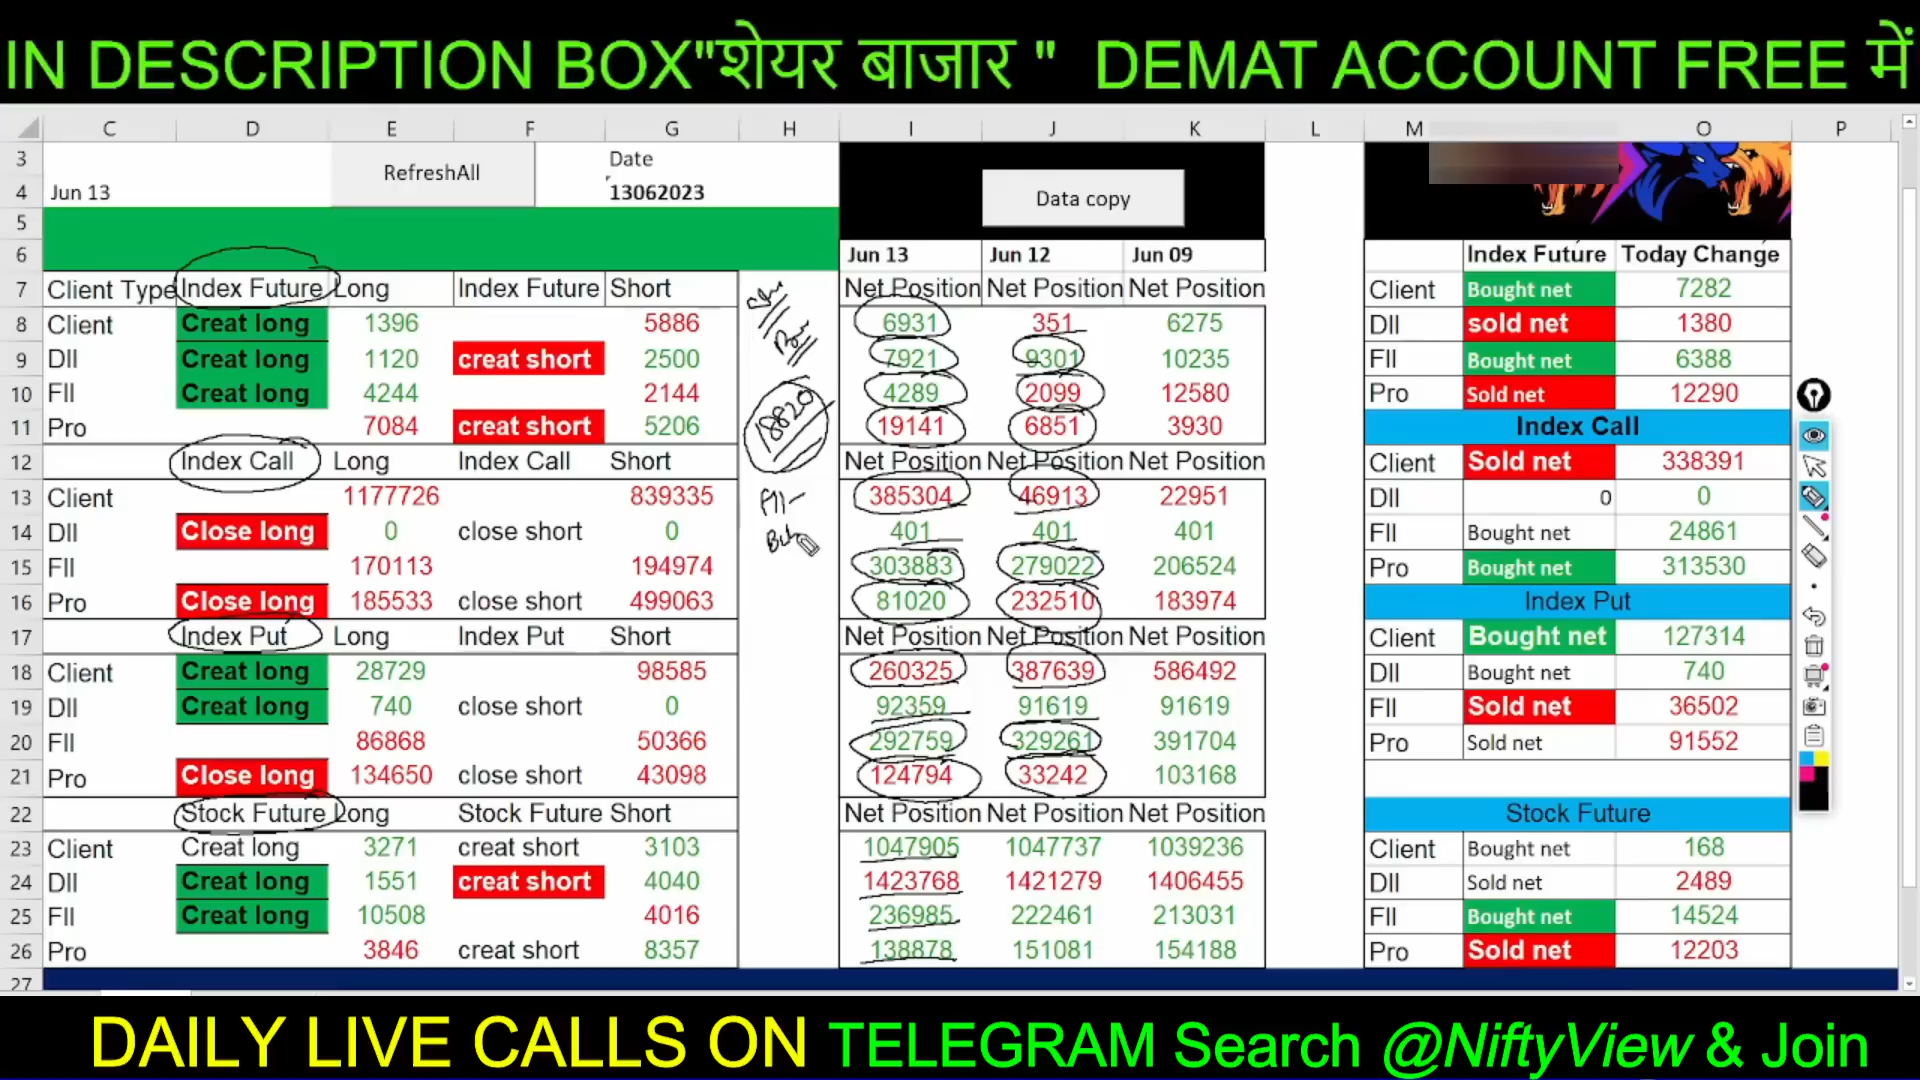 IN DESCRIPTION BOX"शेयर बाजार " DEMAT ACCOUNT FREE में
C D E F G H I J K L M O P
3 RefreshAll Date
4 Jun 13 13062023 Data copy
5
6 Jun 13 Jun 12 Jun 09 Index Future Today Change
7 Client Type Index Future Long Index Future Short Net Position Net Position Net Position Client Bought net 7282
8 Client Creat long 1396 5886 6931 351 6275 DII sold net 1380
9 DII Creat long 1120 creat short 2500 7921 9301 10235 FII Bought net 6388
10 FII Creat long 4244 2144 4289 2099 12580 Pro Sold net 12290
18820
11 Pro 7084 creat short 5206 19141 6851 3930 Index Call
12 Index Call Long Index Call Short Net Position Net Position Net Position Client Sold net 338391
13 Client 1177726 839335 FII- 385304 46913 22951 DII 0 0
14 DII Close long 0 close short 0 401 401 401 FII Bought net 24861
15 FII 170113 194974 303883 279022 206524 Pro Bought net 313530
16 Pro Close long 185533 close short 499063 81020 232510 183974 Index Put
17 Index Put Long Index Put Short Net Position Net Position Net Position Client Bought net 127314
18 Client Creat long 28729 98585 260325 387639 586492 DII Bought net 740
19 DII Creat long 740 close short 0 92359 91619 91619 FII Sold net 36502
20 FII 86868 50366 292759 329261 391704 Pro Sold net 91552
21 Pro Close long 134650 close short 43098 124794 33242 103168
22 Stock Future Long Stock Future Short Net Position Net Position Net Position Stock Future
23 Client Creat long 3271 creat short 3103 1047905 1047737 1039236 Client Bought net 168
24 DII Creat long 1551 creat short 4040 1423768 1421279 1406455 DII Sold net 2489
25 FII Creat long 10508 4016 236985 222461 213031 FII Bought net 14524
26 Pro 3846 creat short 8357 138878 151081 154188 Pro Sold net 12203
27
DAILY LIVE CALLS ON TELEGRAM Search @NiftyView & Join